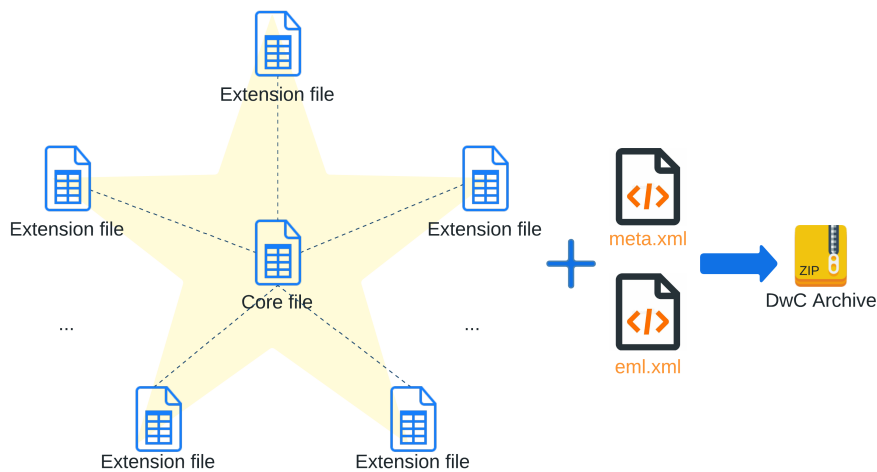 Extension file
Extension file
Extension file
Core file
...
...
Extension file
Extension file
meta.xml
eml.xml
ZIP
DwC Archive